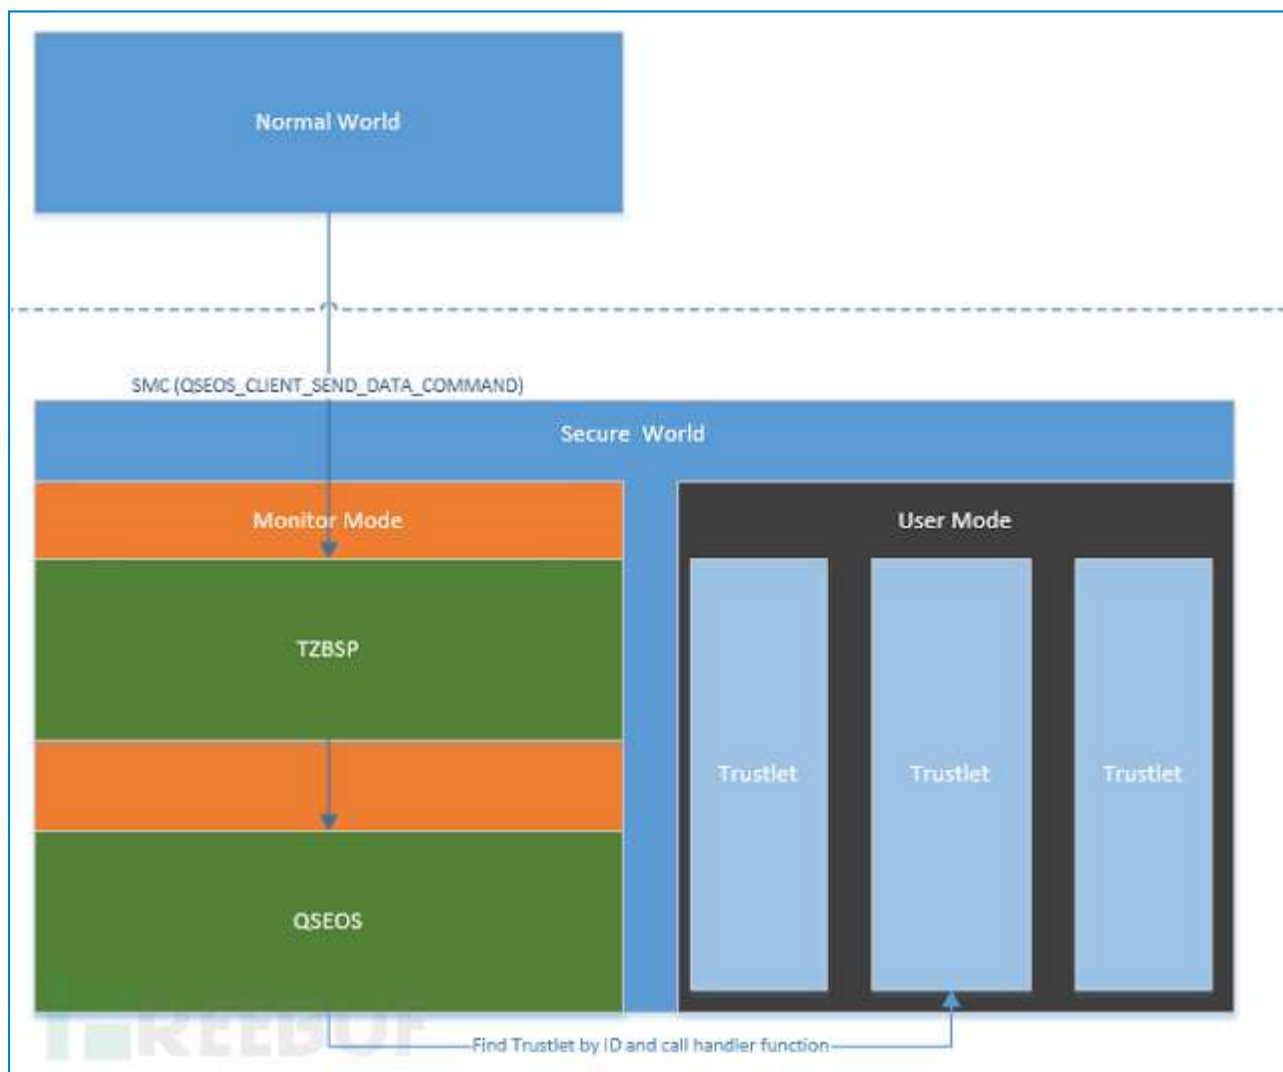 Normal World
SMC (QSEOS_CLIENT_SEND_DATA_COMMAND)
Secure World
Monitor Mode
User Mode
TZBSP
Trustlet
Trustlet
Trustlet
QSEOS
REEBUF
Find Trustlet by ID and call handler function